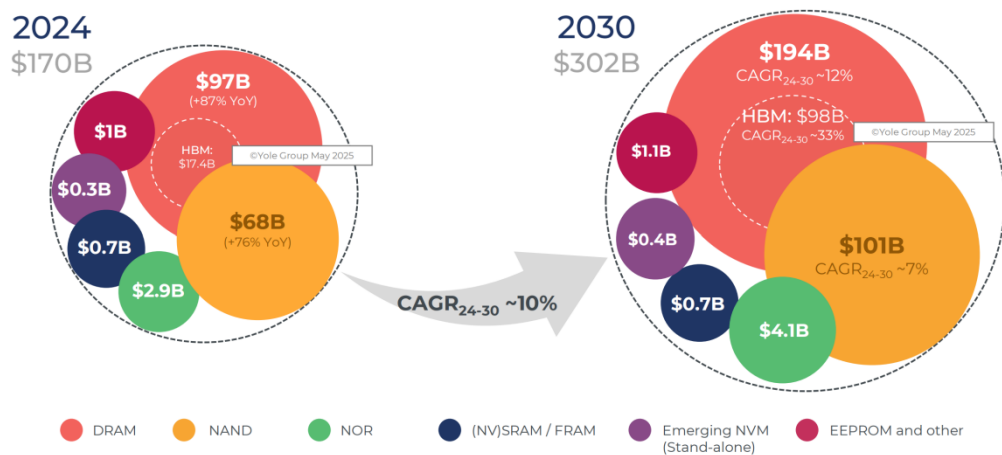 2024
$170B
$97B
(+87% YoY)
HBM:
$17.4B
©Yole Group May 2025
$1B
$0.3B
$0.7B
$2.9B
$68B
(+76% YoY)
CAGR24-30 ~10%
2030
$302B
$194B
CAGR24-30 ~12%
HBM: $98B
CAGR24-30 ~33%
©Yole Group May 2025
$1.1B
$0.4B
$0.7B
$4.1B
$101B
CAGR24-30 ~7%
DRAM
NAND
NOR
(NV)SRAM / FRAM
Emerging NVM
(Stand-alone)
EEPROM and other